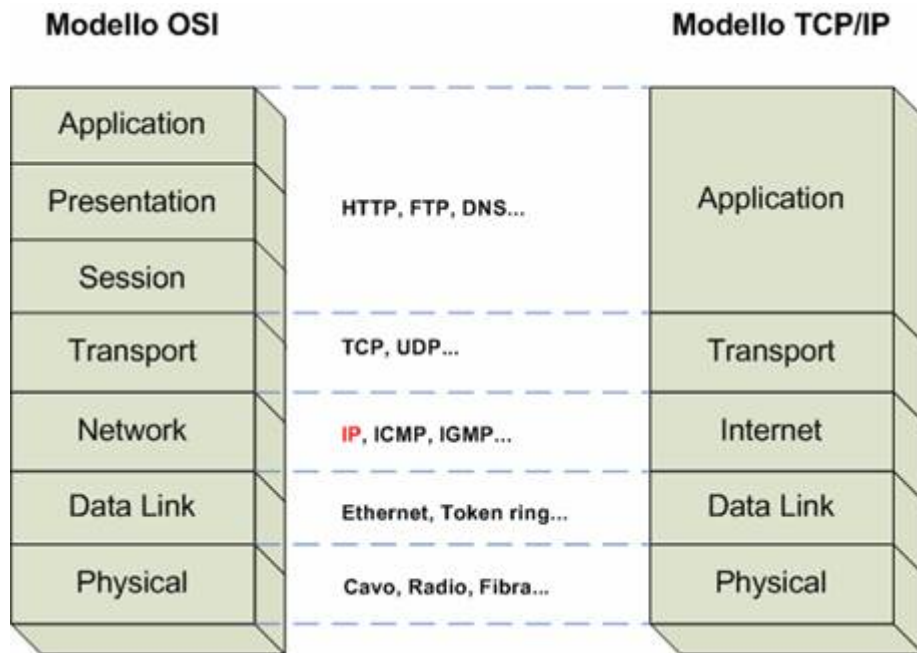 Modello OSI
Modello TCP/IP
Application
Presentation
Session
Transport
Network
Data Link
Physical
HTTP, FTP, DNS...
TCP, UDP...
IP, ICMP, IGMP...
Ethernet, Token ring...
Cavo, Radio, Fibra...
Application
Transport
Internet
Data Link
Physical